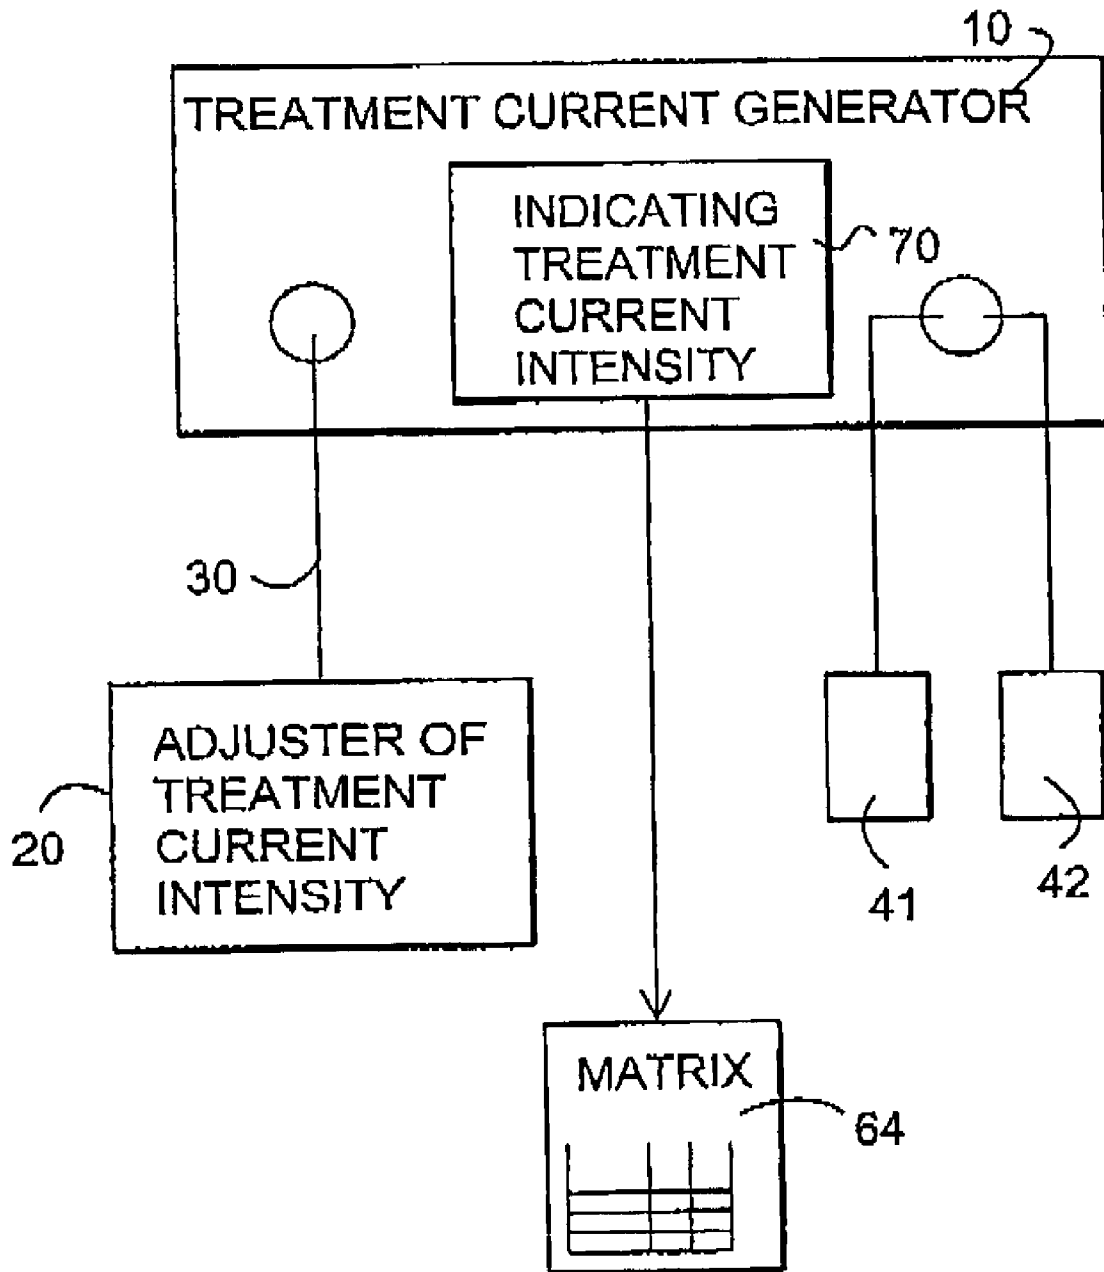 10
TREATMENT CURRENT GENERATOR
INDICATING
TREATMENT
CURRENT
INTENSITY
70
30
ADJUSTER OF
TREATMENT
CURRENT
INTENSITY
20
41
42
MATRIX
64